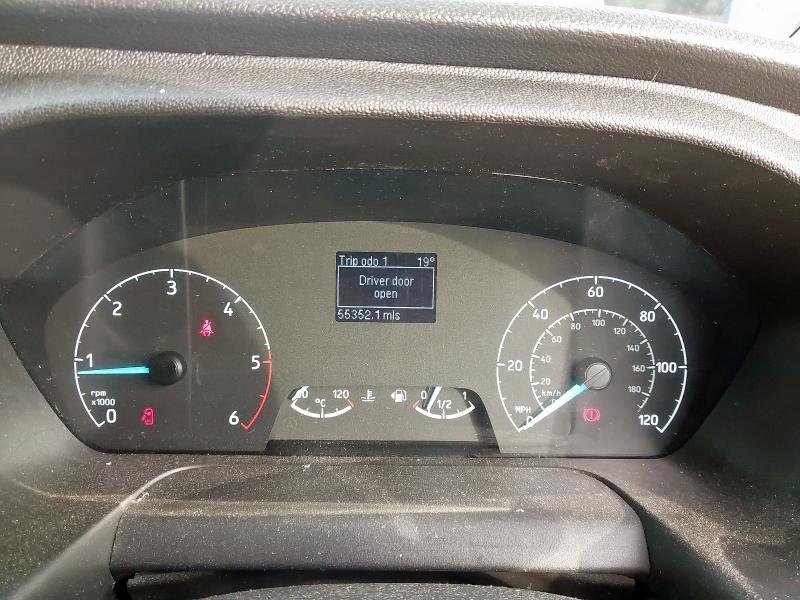 Trip odo 1 19°
Driver door
open
55352.1 mls
0 1 2 3 4 5 6
rpm
x1000
°C 120
0 1/2 1
0 20 40 60 80 100 120
MPH
20 40 60 80 100 120 140 160 180
km/h